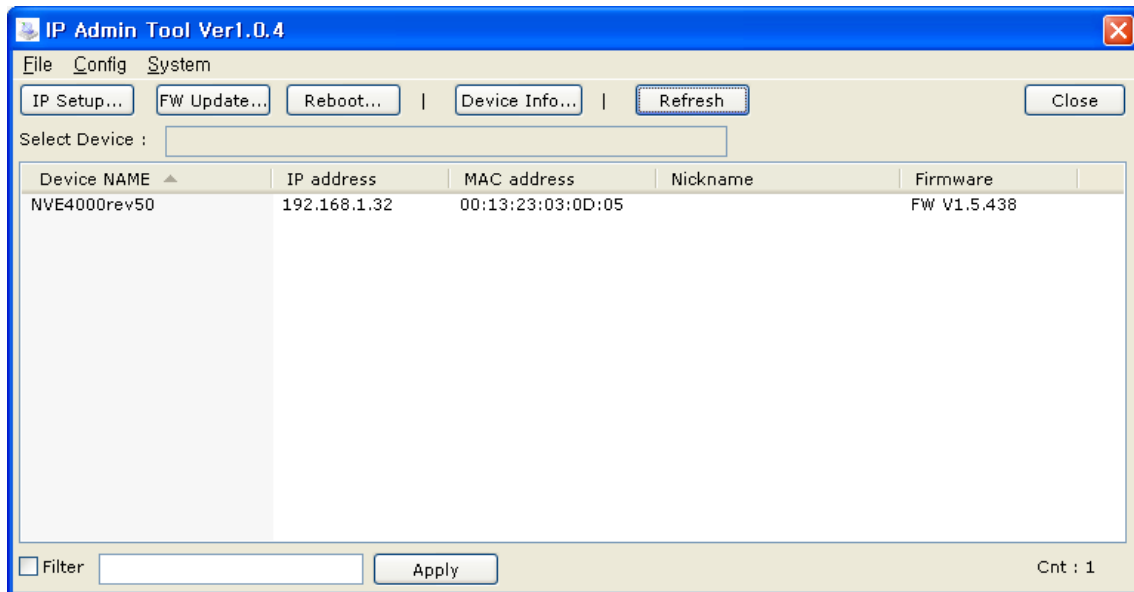 IP Admin Tool Ver1.0.4
File Config System
IP Setup... FW Update... Reboot... | Device Info... | Refresh Close
Select Device :
Device NAME IP address MAC address Nickname Firmware
NVE4000rev50 192.168.1.32 00:13:23:03:0D:05 FW V1.5.438
Filter Apply Cnt : 1